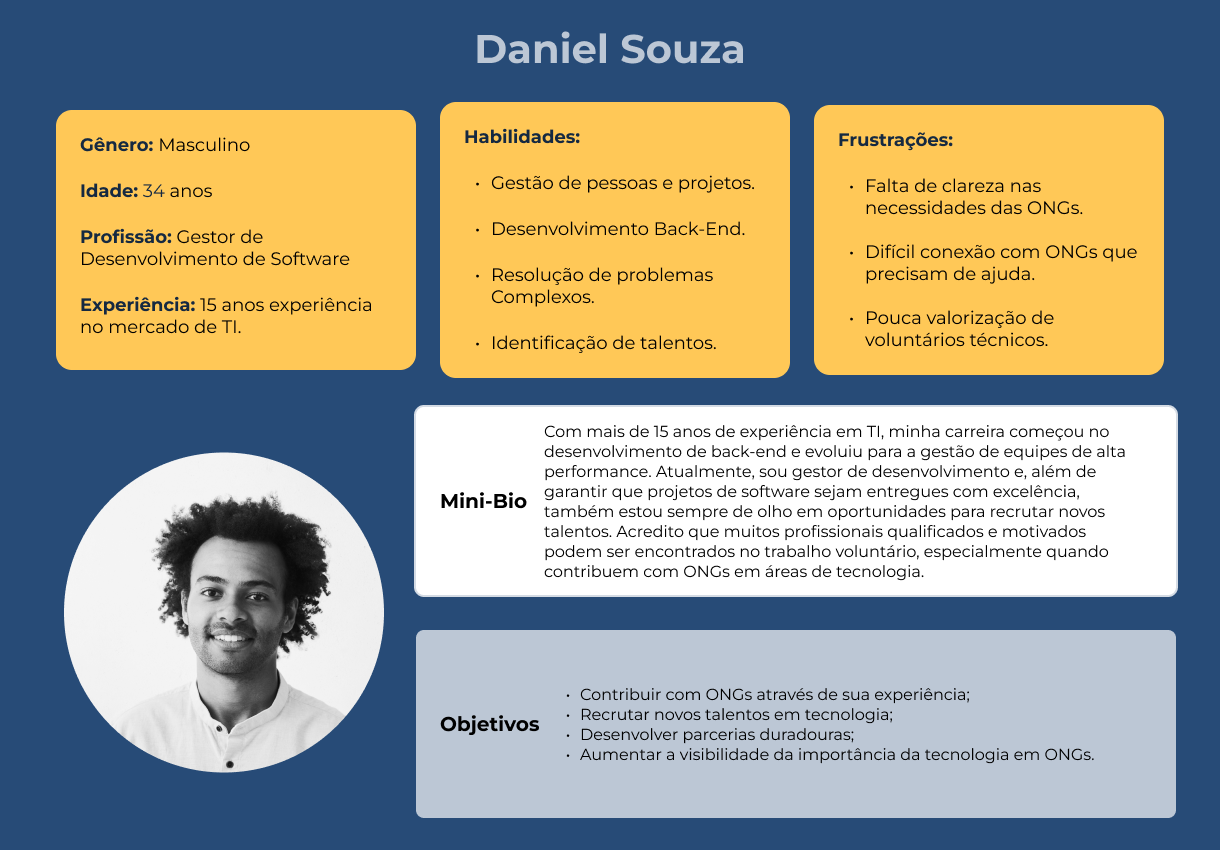 Daniel Souza
Gênero: Masculino
Idade: 34 anos
Profissão: Gestor de
Desenvolvimento de Software
Experiência: 15 anos experiência
no mercado de TI.
Habilidades:
• Gestão de pessoas e projetos.
• Desenvolvimento Back-End.
• Resolução de problemas
Complexos.
• Identificação de talentos.
Frustrações:
• Falta de clareza nas
necessidades das ONGs.
• Difícil conexão com ONGs que
precisam de ajuda.
• Pouca valorização de
voluntários técnicos.
Mini-Bio
Com mais de 15 anos de experiência em TI, minha carreira começou no
desenvolvimento de back-end e evoluiu para a gestão de equipes de alta
performance. Atualmente, sou gestor de desenvolvimento e, além de
garantir que projetos de software sejam entregues com excelência,
também estou sempre de olho em oportunidades para recrutar novos
talentos. Acredito que muitos profissionais qualificados e motivados
podem ser encontrados no trabalho voluntário, especialmente quando
contribuem com ONGs em áreas de tecnologia.
Objetivos
• Contribuir com ONGs através de sua experiência;
• Recrutar novos talentos em tecnologia;
• Desenvolver parcerias duradouras;
• Aumentar a visibilidade da importância da tecnologia em ONGs.